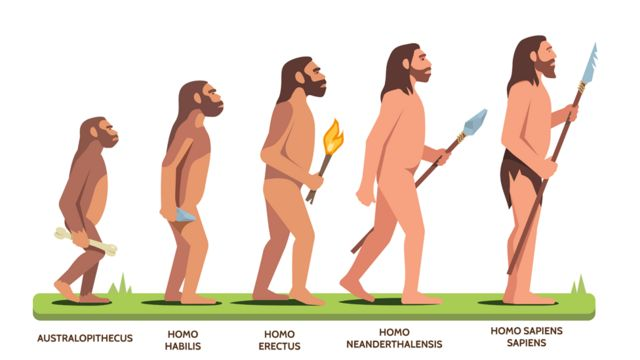 AUSTRALOPITHECUS
HOMO
HABILIS
HOMO
ERECTUS
HOMO
NEANDERTHALENSIS
HOMO SAPIENS
SAPIENS